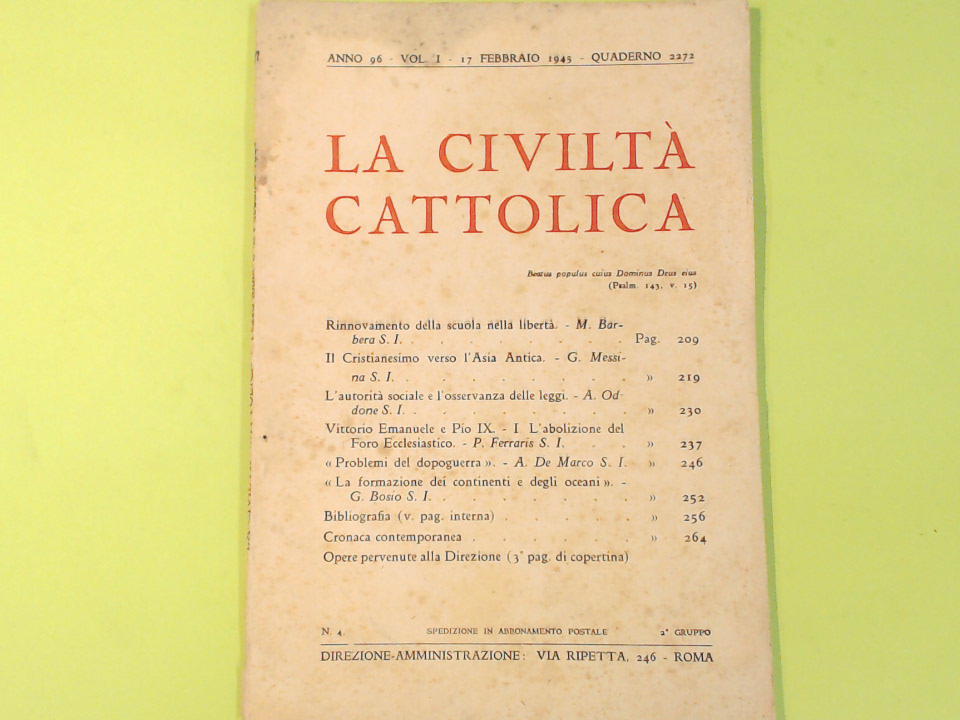 ANNO 96 - VOL. I - 17 FEBBRAIO 1945 - QUADERNO 2272
LA CIVILTÀ
CATTOLICA
Beatus populus cuius Dominus Deus eius
(Psalm. 143, v. 15)
Rinnovamento della scuola nella libertà. - M. Bar-
bera S. I. . . . . . . . . Pag. 209
Il Cristianesimo verso l'Asia Antica. - G. Messi-
na S. I. . . . . . . . . . » 219
L'autorità sociale e l'osservanza delle leggi. - A. Od-
done S. I. . . . . . . . . » 230
Vittorio Emanuele e Pio IX. - I L'abolizione del
Foro Ecclesiastico. - P. Ferraris S. I. . . » 237
« Problemi del dopoguerra ». - A. De Marco S. I. » 246
« La formazione dei continenti e degli oceani ». -
G. Bosio S. I. . . . . . . . » 252
Bibliografia (v. pag. interna) . . . . . » 256
Cronaca contemporanea . . . . . . » 264
Opere pervenute alla Direzione (3ª pag. di copertina)
N. 4. SPEDIZIONE IN ABBONAMENTO POSTALE 2° GRUPPO
DIREZIONE-AMMINISTRAZIONE: VIA RIPETTA, 246 - ROMA